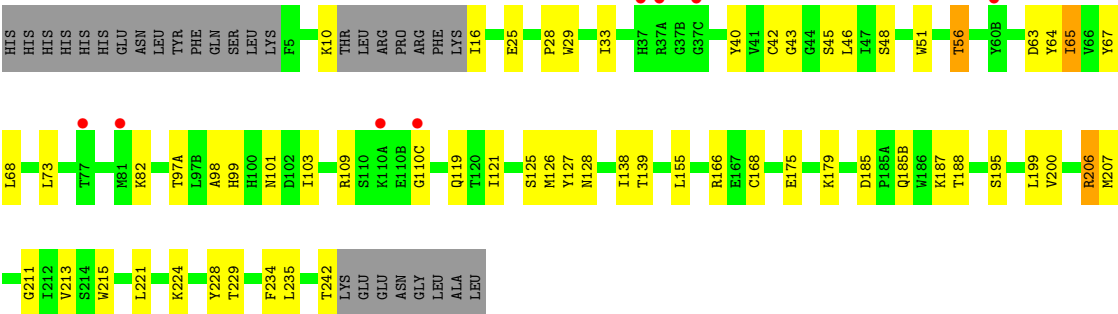 HIS HIS HIS HIS HIS HIS GLU ASN LEU TYR PHE GLN SER LEU LYS F5 K10 THR LEU ARG PRO ARG PHE LYS I16 E25 P28 W29 I33 H37 R37A G37B G37C Y40 V41 C42 G43 G44 S45 L46 I47 S48 W51 T56 Y60B D63 Y64 I65 V66 Y67
L68 L73 T77 M81 K82 T97A L97B A98 H99 H100 N101 D102 I103 R109 S110 K110A E110B G110C Q119 T120 I121 S125 M126 Y127 N128 I138 T139 L155 R166 E167 C168 E175 K179 D185 P185A Q185B W186 K187 T188 S195 L199 V200 R206 M207
G211 I212 V213 S214 W215 L221 K224 Y228 T229 F234 L235 T242 LYS GLU GLU ASN GLY LEU ALA LEU